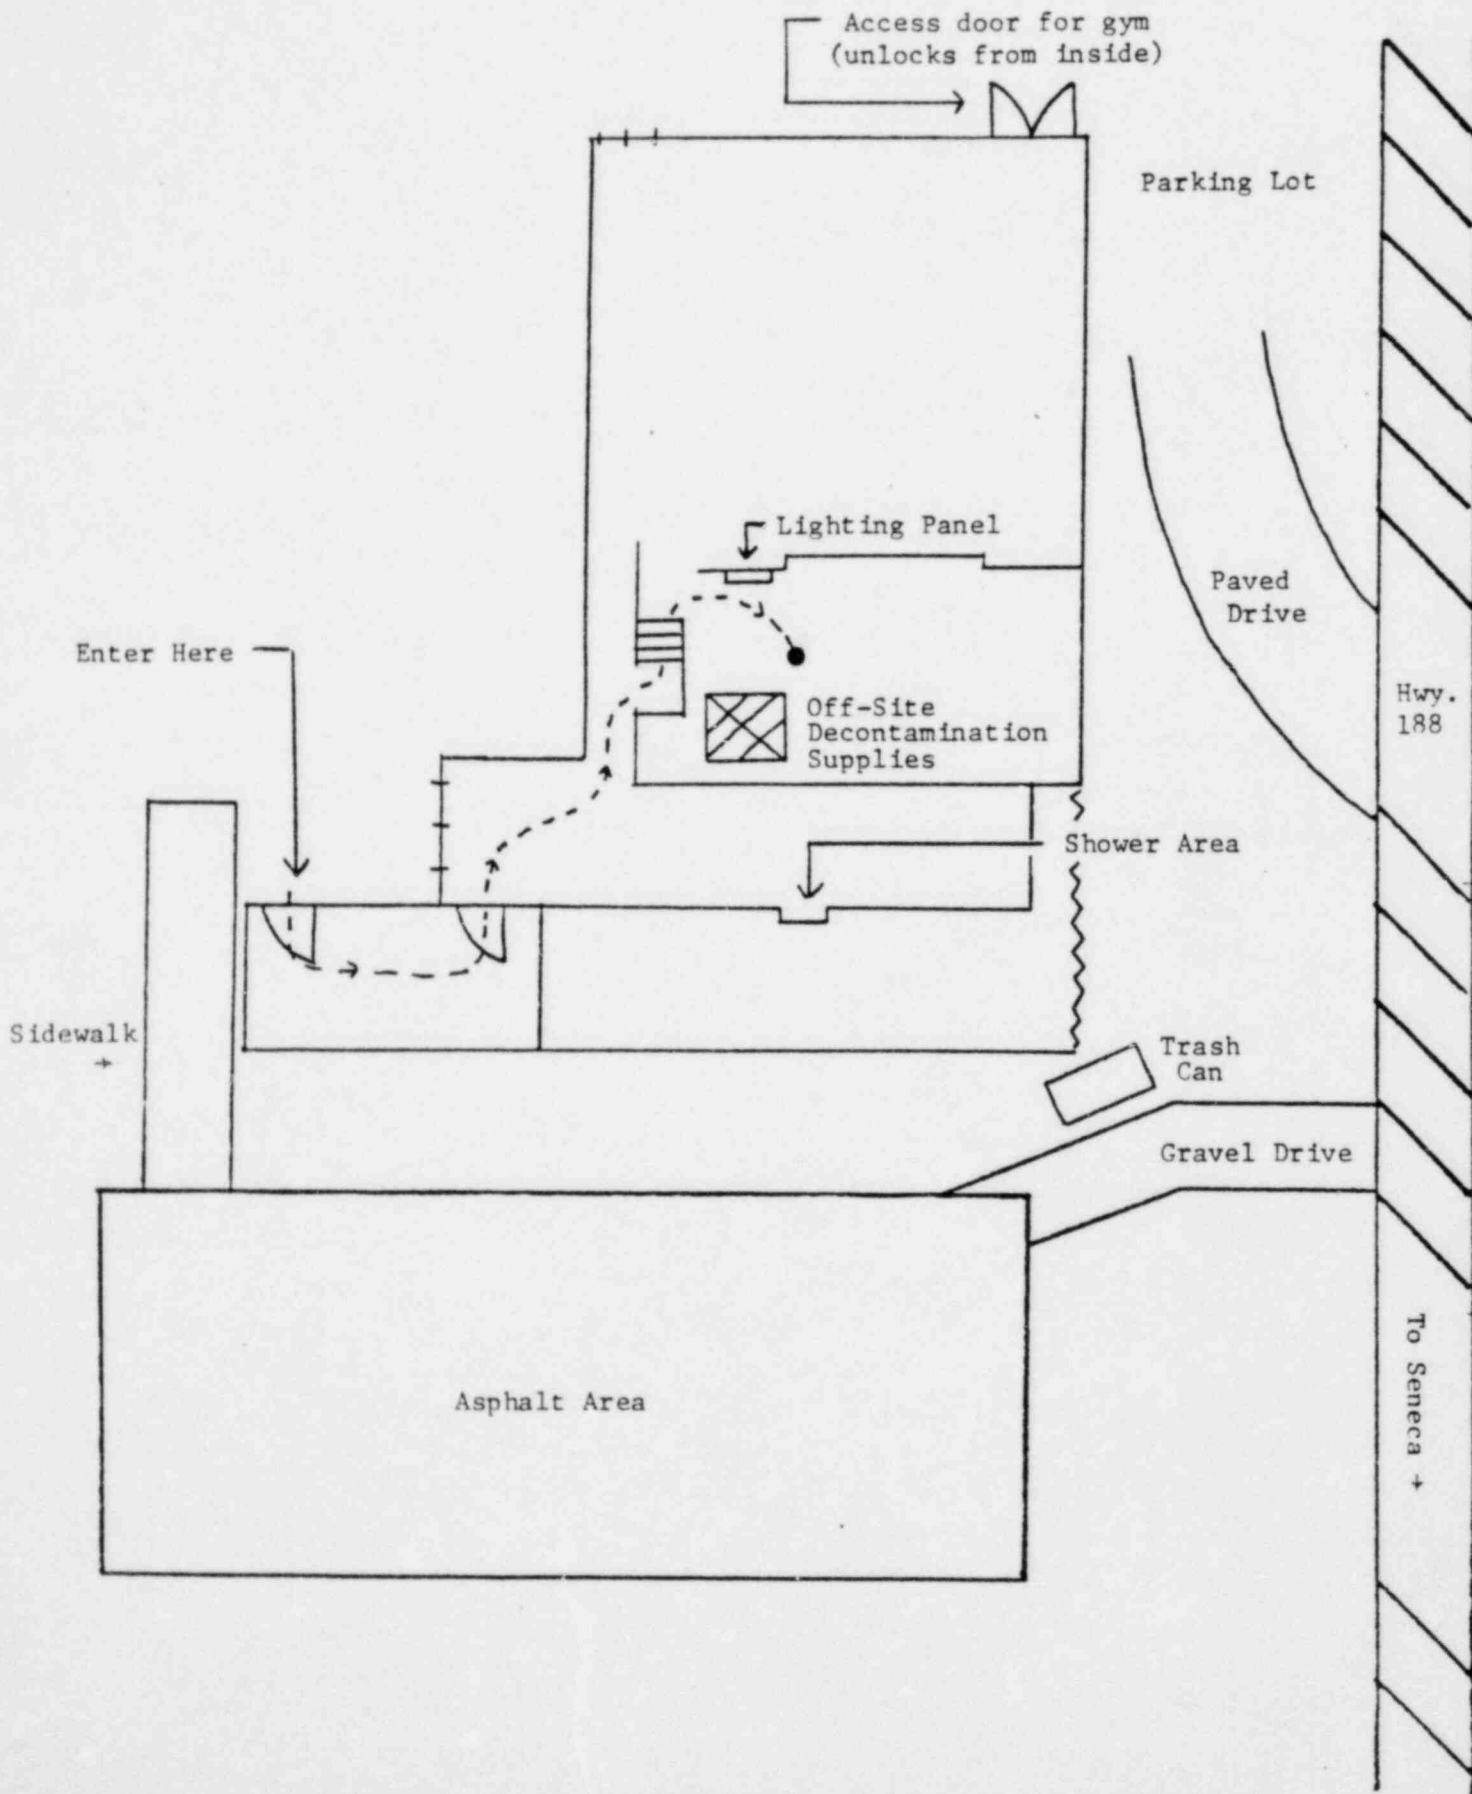 Access door for gym
(unlocks from inside)
Parking Lot
Lighting Panel
Paved
Drive
Enter Here
Hwy.
188
Off-Site
Decontamination
Supplies
Shower Area
Sidewalk
Trash
Can
Gravel Drive
To Seneca →
Asphalt Area